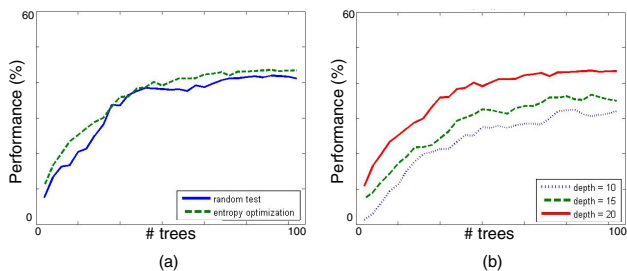 60
Performance (%)
0
0
# trees
100
random test
entropy optimization
(a)
60
Performance (%)
0
0
# trees
100
depth = 10
depth = 15
depth = 20
(b)